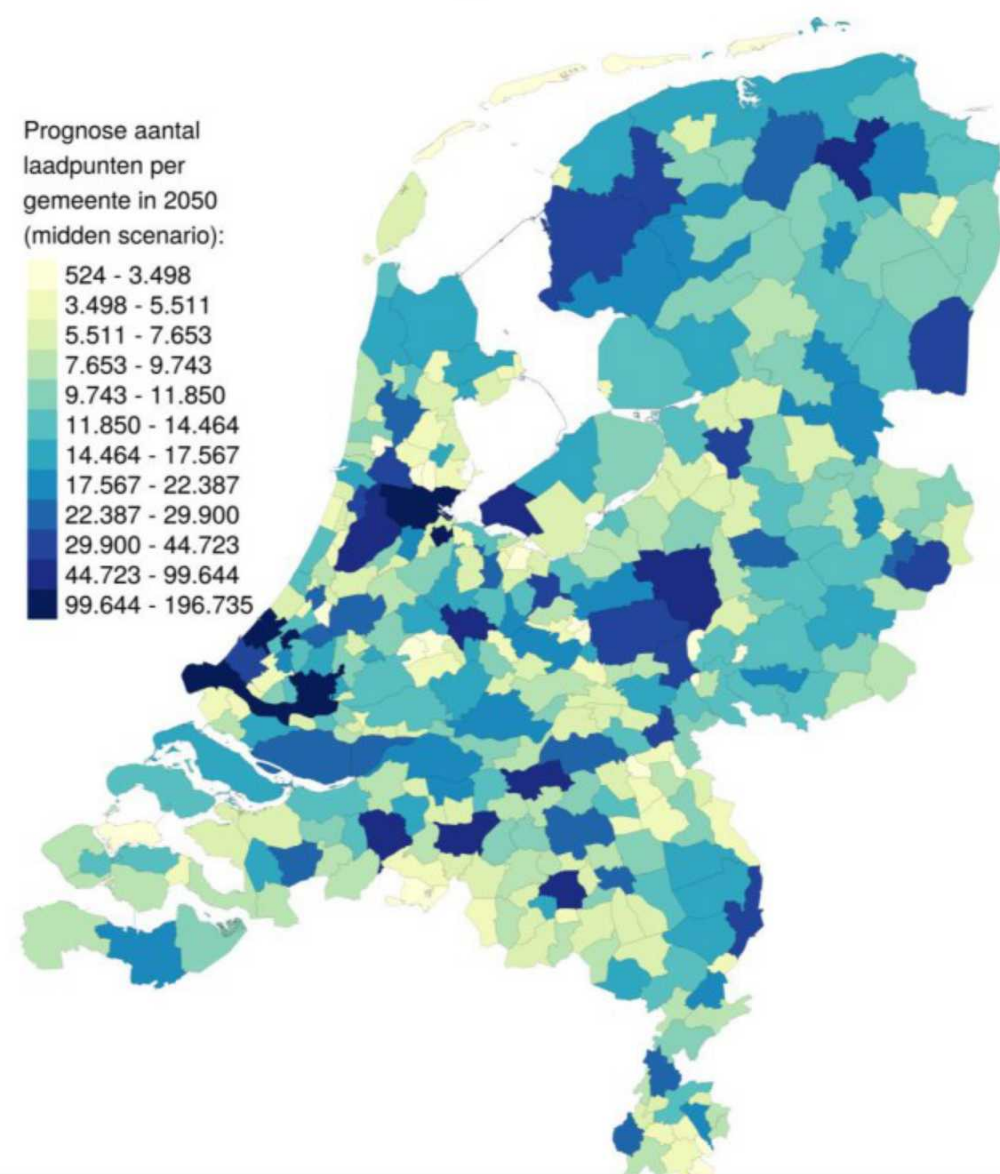 Prognose aantal
laadpunten per
gemeente in 2050
(midden scenario):
524 - 3.498
3.498 - 5.511
5.511 - 7.653
7.653 - 9.743
9.743 - 11.850
11.850 - 14.464
14.464 - 17.567
17.567 - 22.387
22.387 - 29.900
29.900 - 44.723
44.723 - 99.644
99.644 - 196.735